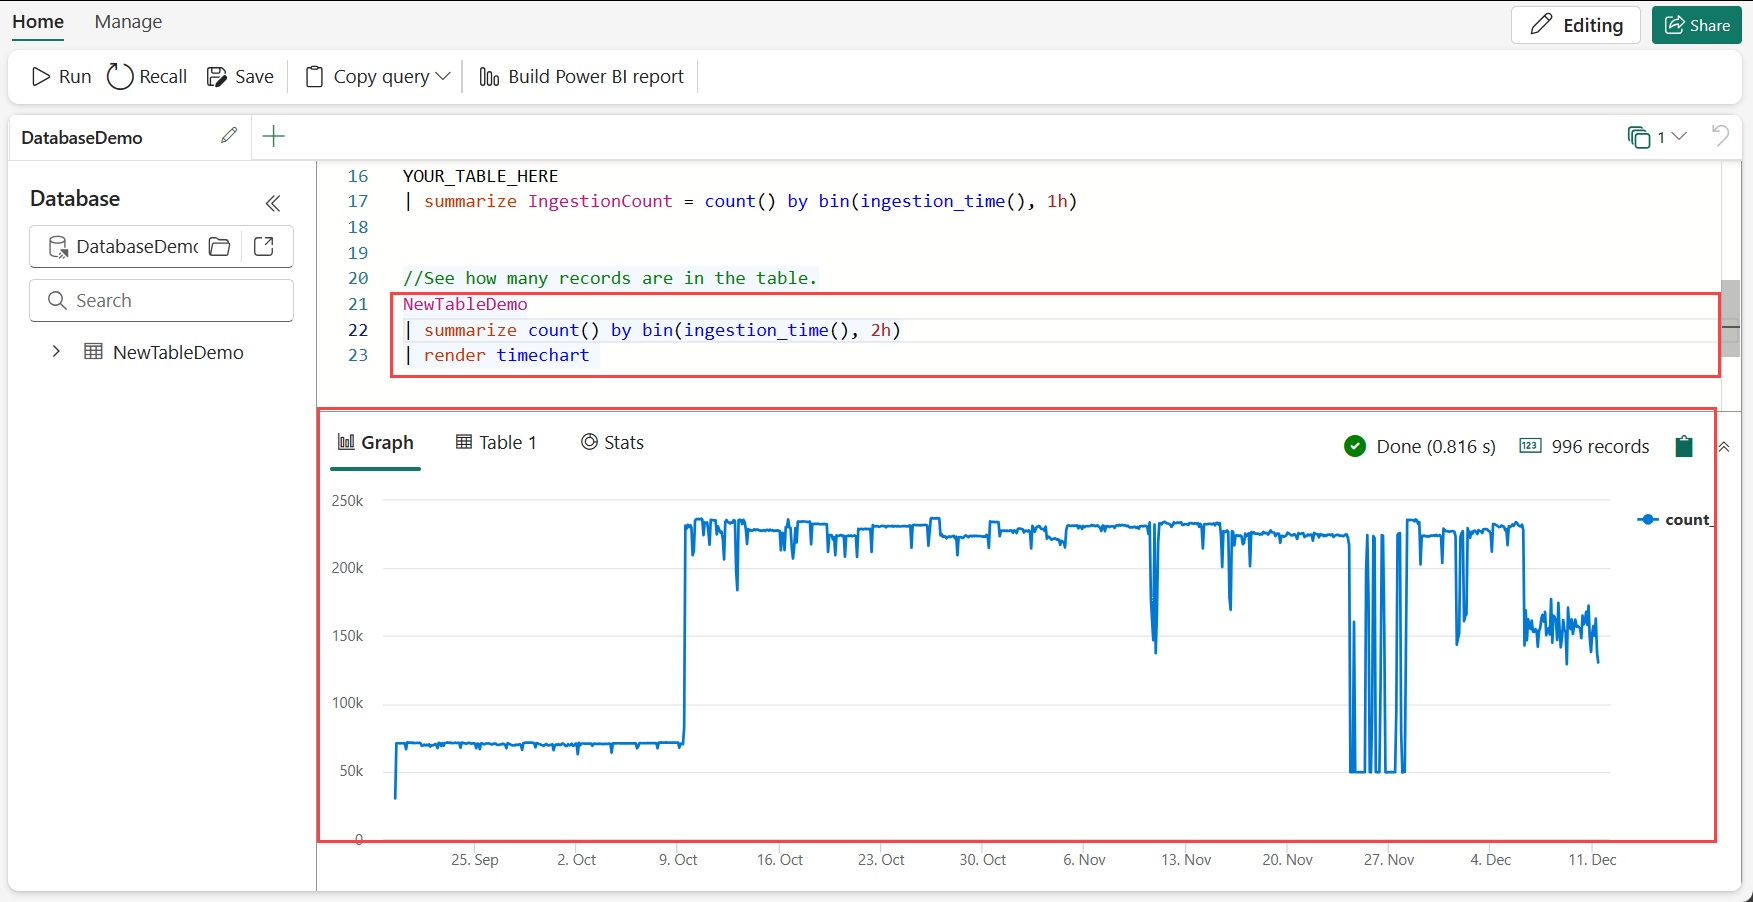 Home Manage Editing Share
Run Recall Save Copy query Build Power BI report
DatabaseDemo 1
Database
DatabaseDemo
Search
NewTableDemo
16 YOUR_TABLE_HERE
17 | summarize IngestionCount = count() by bin(ingestion_time(), 1h)
18
19
20 //See how many records are in the table.
21 NewTableDemo
22 | summarize count() by bin(ingestion_time(), 2h)
23 | render timechart
Graph Table 1 Stats Done (0.816 s) 123 996 records
250k
200k
150k
100k
50k
0
count_
25. Sep 2. Oct 9. Oct 16. Oct 23. Oct 30. Oct 6. Nov 13. Nov 20. Nov 27. Nov 4. Dec 11. Dec